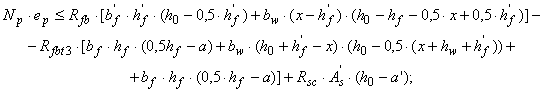 N_p · e_p ≤ R_fb · [b'_f · h'_f · (h_0 − 0,5 · h'_f) + b_w · (x − h'_f) · (h_0 − h_f − 0,5 · x + 0,5 · h'_f)] −
− R_fbt3 · [b_f · h_f · (0,5h_f − a) + b_w · (h_0 + h'_f − x) · (h_0 − 0,5 · (x + h_w + h'_f)) +
+ b_f · h_f · (0,5 · h_f − a)] + R_sc · A'_s · (h_0 − a');